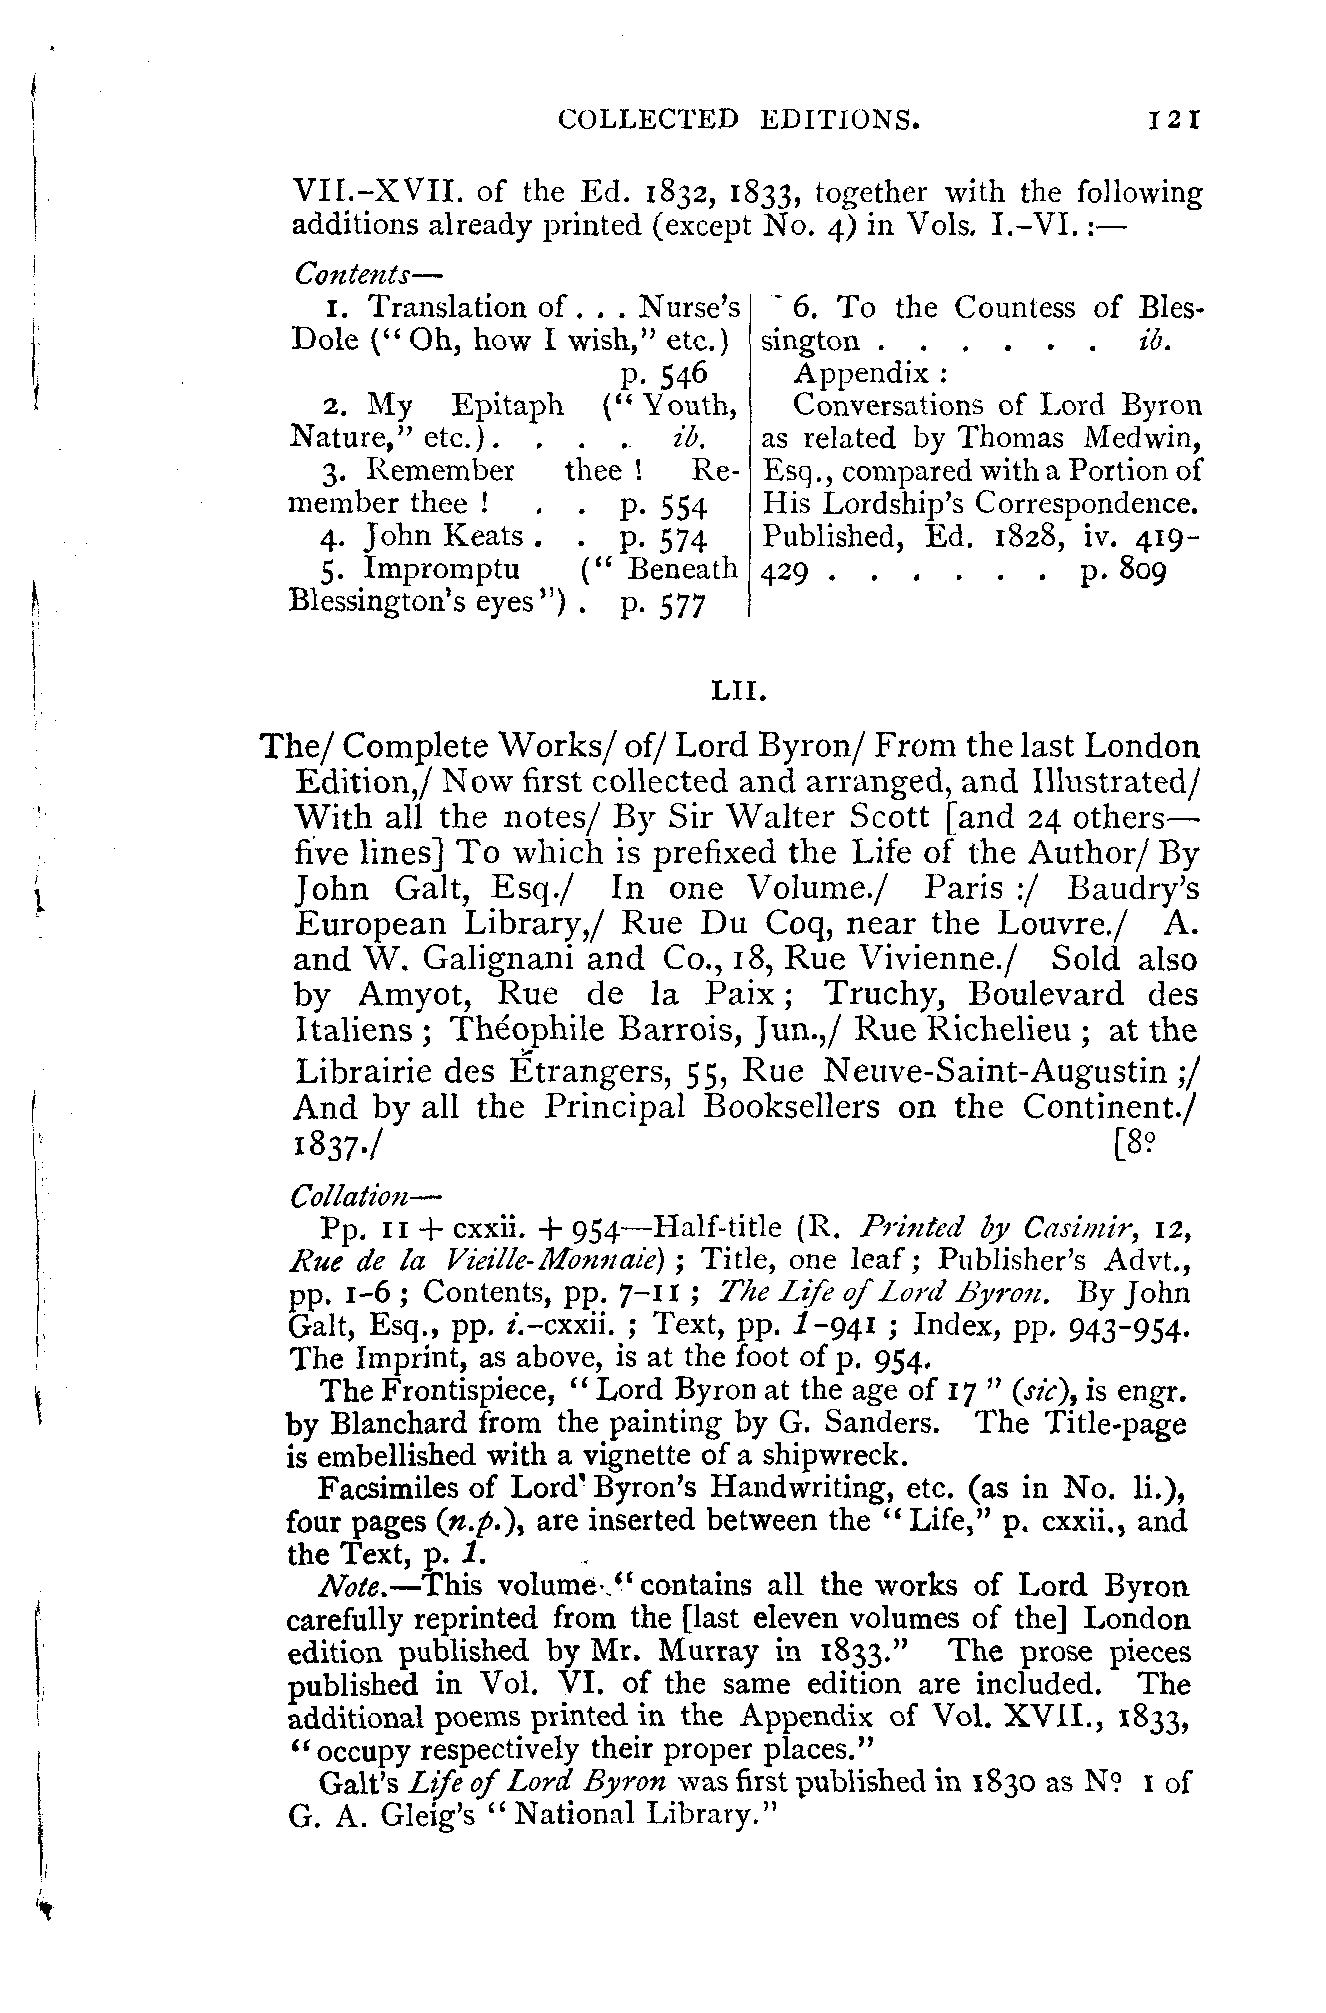 COLLECTED EDITIONS. 121
VII.–XVII. of the Ed. 1832, 1833, together with the following
additions already printed (except No. 4) in Vols. I.–VI. :—
Contents—
1. Translation of . . . Nurse's
Dole (“Oh, how I wish,” etc.)
p. 546
2. My Epitaph (“Youth,
Nature,” etc.) . . . . ib.
3. Remember thee ! Re-
member thee ! . . p. 554
4. John Keats . . p. 574
5. Impromptu (“Beneath
Blessington's eyes”) . p. 577
6. To the Countess of Bles-
sington . . . . . . ib.
Appendix :
Conversations of Lord Byron
as related by Thomas Medwin,
Esq., compared with a Portion of
His Lordship's Correspondence.
Published, Ed. 1828, iv. 419–
429 . . . . . . p. 809
LII.
The/ Complete Works/ of/ Lord Byron/ From the last London
Edition,/ Now first collected and arranged, and Illustrated/
With all the notes/ By Sir Walter Scott [and 24 others—
five lines] To which is prefixed the Life of the Author/ By
John Galt, Esq./ In one Volume./ Paris :/ Baudry's
European Library,/ Rue Du Coq, near the Louvre./ A.
and W. Galignani and Co., 18, Rue Vivienne./ Sold also
by Amyot, Rue de la Paix ; Truchy, Boulevard des
Italiens ; Théophile Barrois, Jun.,/ Rue Richelieu ; at the
Librairie des Étrangers, 55, Rue Neuve-Saint-Augustin ;/
And by all the Principal Booksellers on the Continent./
1837./ [8º
Collation—
Pp. 11 + cxxii. + 954—Half-title (R. Printed by Casimir, 12,
Rue de la Vieille-Monnaie) ; Title, one leaf ; Publisher's Advt.,
pp. 1–6 ; Contents, pp. 7–11 ; The Life of Lord Byron. By John
Galt, Esq., pp. i.–cxxii. ; Text, pp. 1–941 ; Index, pp. 943–954.
The Imprint, as above, is at the foot of p. 954.
The Frontispiece, “Lord Byron at the age of 17” (sic), is engr.
by Blanchard from the painting by G. Sanders. The Title-page
is embellished with a vignette of a shipwreck.
Facsimiles of Lord Byron's Handwriting, etc. (as in No. li.),
four pages (n.p.), are inserted between the “Life,” p. cxxii., and
the Text, p. 1.
Note.—This volume “contains all the works of Lord Byron
carefully reprinted from the [last eleven volumes of the] London
edition published by Mr. Murray in 1833.” The prose pieces
published in Vol. VI. of the same edition are included. The
additional poems printed in the Appendix of Vol. XVII., 1833,
“occupy respectively their proper places.”
Galt's Life of Lord Byron was first published in 1830 as Nº 1 of
G. A. Gleig's “National Library.”